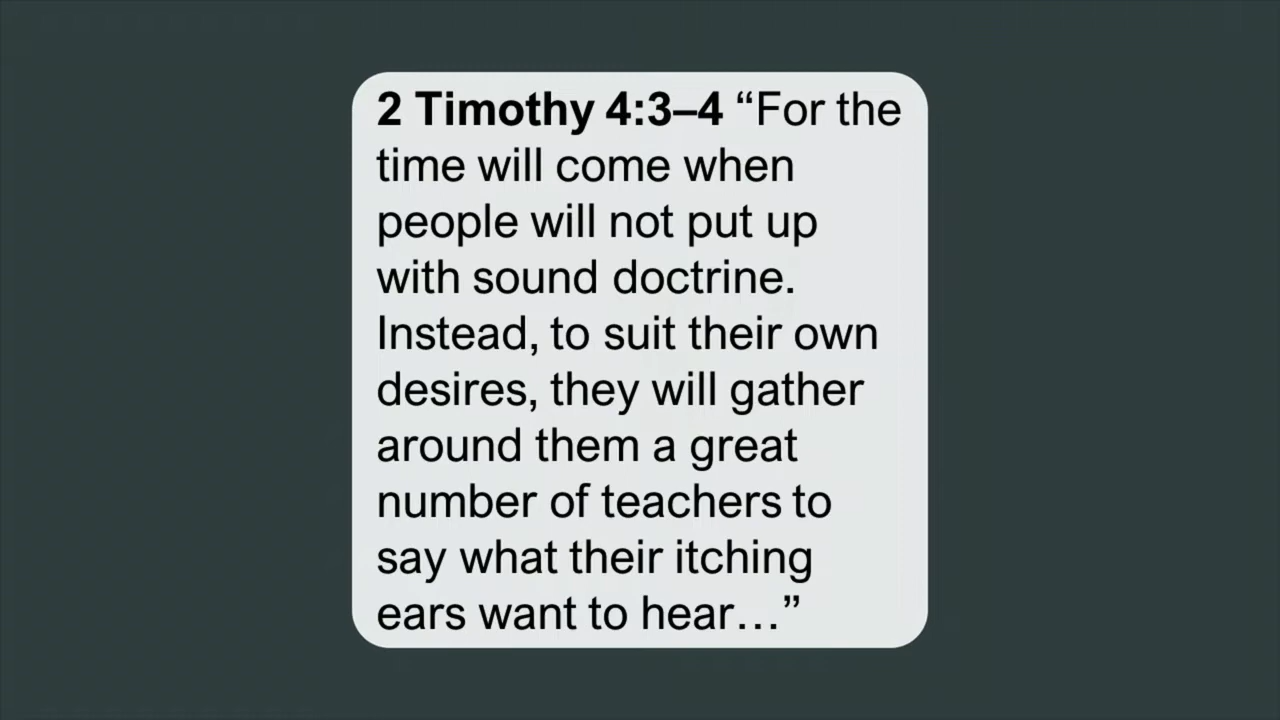 2 Timothy 4:3–4 “For the
time will come when
people will not put up
with sound doctrine.
Instead, to suit their own
desires, they will gather
around them a great
number of teachers to
say what their itching
ears want to hear…”